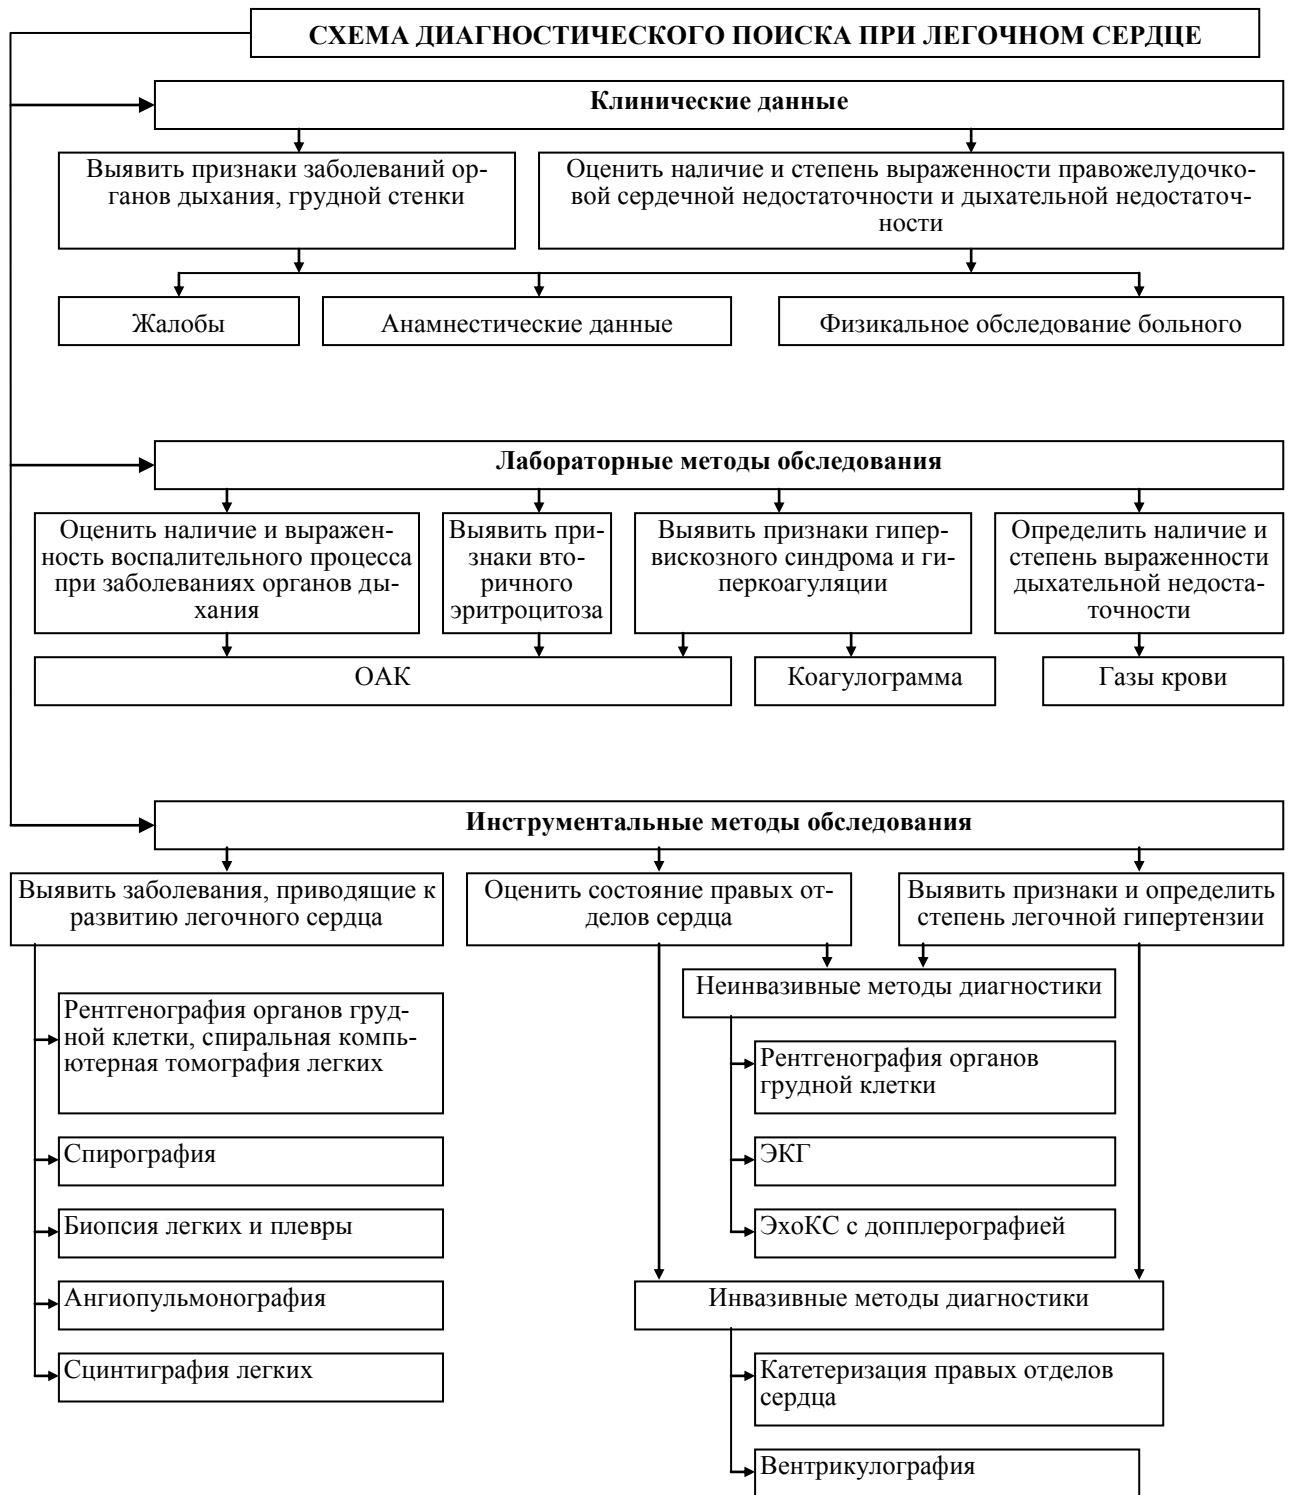 СХЕМА ДИАГНОСТИЧЕСКОГО ПОИСКА ПРИ ЛЕГОЧНОМ СЕРДЦЕ
Клинические данные
Выявить признаки заболеваний ор-
ганов дыхания, грудной стенки
Оценить наличие и степень выраженности правожелудочко-
вой сердечной недостаточности и дыхательной недостаточ-
ности
Жалобы
Анамнестические данные
Физикальное обследование больного
Лабораторные методы обследования
Оценить наличие и выражен-
ность воспалительного процесса
при заболеваниях органов ды-
хания
Выявить при-
знаки вто-
ричного
эритроцитоза
Выявить признаки гипер-
вискозного синдрома и ги-
перкоагуляции
Определить наличие и
степень выраженности
дыхательной недоста-
точности
ОАК
Коагулограмма
Газы крови
Инструментальные методы обследования
Выявить заболевания, приводящие к
развитию легочного сердца
Оценить состояние правых от-
делов сердца
Выявить признаки и определить
степень легочной гипертензии
Рентгенография органов груд-
ной клетки, спиральная компь-
ютерная томография легких
Спирография
Биопсия легких и плевры
Ангиопульмонография
Сцинтиграфия легких
Неинвазивные методы диагностики
Рентгенография органов
грудной клетки
ЭКГ
ЭхоКС с допплерографией
Инвазивные методы диагностики
Катетеризация правых отделов
сердца
Вентрикулография